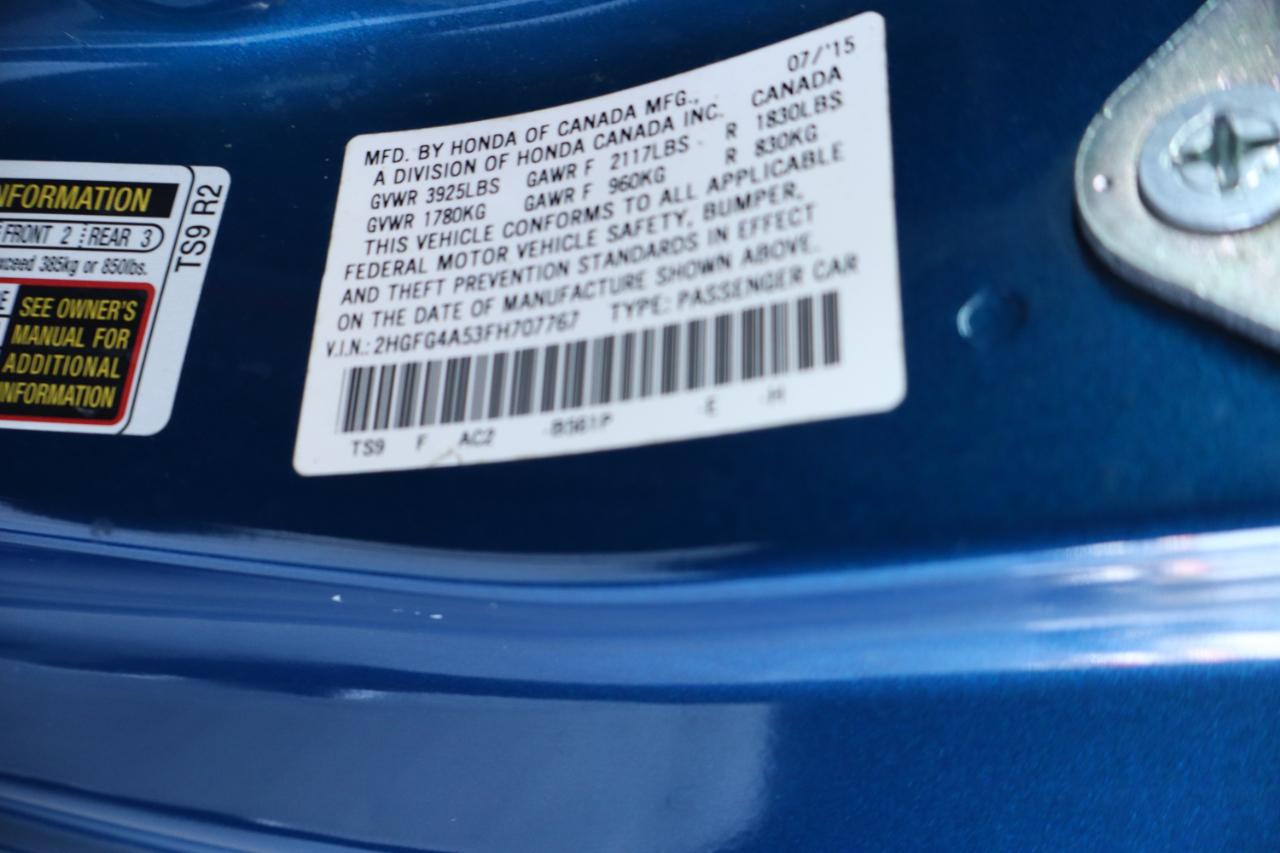 NFORMATION
FRONT 2 REAR 3
xceed 385kg or 850lbs.
SEE OWNER'S
MANUAL FOR
ADDITIONAL
INFORMATION
TS9 R2
07/'15
MFD. BY HONDA OF CANADA MFG.,
A DIVISION OF HONDA CANADA INC. CANADA
GVWR 3925LBS GAWR F 2117LBS R 1830LBS
GVWR 1780KG GAWR F 960KG R 830KG
THIS VEHICLE CONFORMS TO ALL APPLICABLE
FEDERAL MOTOR VEHICLE SAFETY, BUMPER,
AND THEFT PREVENTION STANDARDS IN EFFECT
ON THE DATE OF MANUFACTURE SHOWN ABOVE.
V.I.N.: 2HGFG4A53FH707767 TYPE: PASSENGER CAR
TS9 F AC2 -B561P -E -H